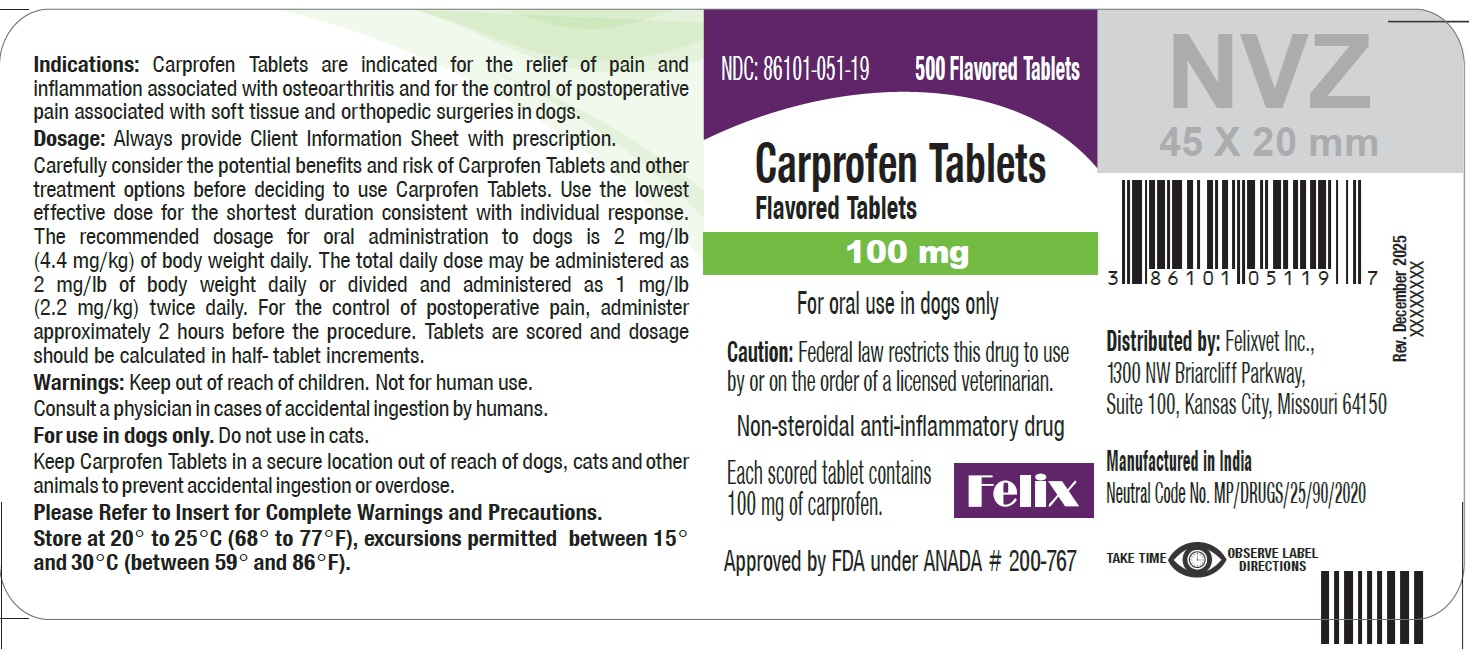 Indications: Carprofen Tablets are indicated for the relief of pain and
inflammation associated with osteoarthritis and for the control of postoperative
pain associated with soft tissue and orthopedic surgeries in dogs.
Dosage: Always provide Client Information Sheet with prescription.
Carefully consider the potential benefits and risk of Carprofen Tablets and other
treatment options before deciding to use Carprofen Tablets. Use the lowest
effective dose for the shortest duration consistent with individual response.
The recommended dosage for oral administration to dogs is 2 mg/lb
(4.4 mg/kg) of body weight daily. The total daily dose may be administered as
2 mg/lb of body weight daily or divided and administered as 1 mg/lb
(2.2 mg/kg) twice daily. For the control of postoperative pain, administer
approximately 2 hours before the procedure. Tablets are scored and dosage
should be calculated in half- tablet increments.
Warnings: Keep out of reach of children. Not for human use.
Consult a physician in cases of accidental ingestion by humans.
For use in dogs only. Do not use in cats.
Keep Carprofen Tablets in a secure location out of reach of dogs, cats and other
animals to prevent accidental ingestion or overdose.
Please Refer to Insert for Complete Warnings and Precautions.
Store at 20° to 25°C (68° to 77°F), excursions permitted between 15°
and 30°C (between 59° and 86°F).
NDC: 86101-051-19 500 Flavored Tablets
Carprofen Tablets
Flavored Tablets
100 mg
For oral use in dogs only
Caution: Federal law restricts this drug to use
by or on the order of a licensed veterinarian.
Non-steroidal anti-inflammatory drug
Each scored tablet contains
100 mg of carprofen.
Felix
Approved by FDA under ANADA # 200-767
NVZ
45 X 20 mm
3 86101 05119 7
Rev. December 2025
XXXXXXXX
Distributed by: Felixvet Inc.,
1300 NW Briarcliff Parkway,
Suite 100, Kansas City, Missouri 64150
Manufactured in India
Neutral Code No. MP/DRUGS/25/90/2020
TAKE TIME OBSERVE LABEL
DIRECTIONS